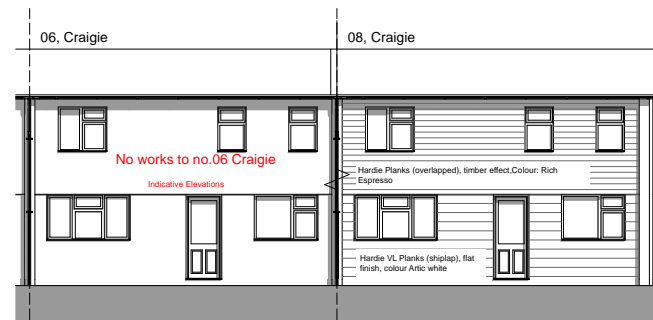 06, Craigie
08, Craigie
No works to no.06 Craigie
Indicative Elevations
Hardie Planks (overlapped), timber effect,Colour: Rich
Espresso
Hardie VL Planks (shiplap), flat
finish, colour Artic white